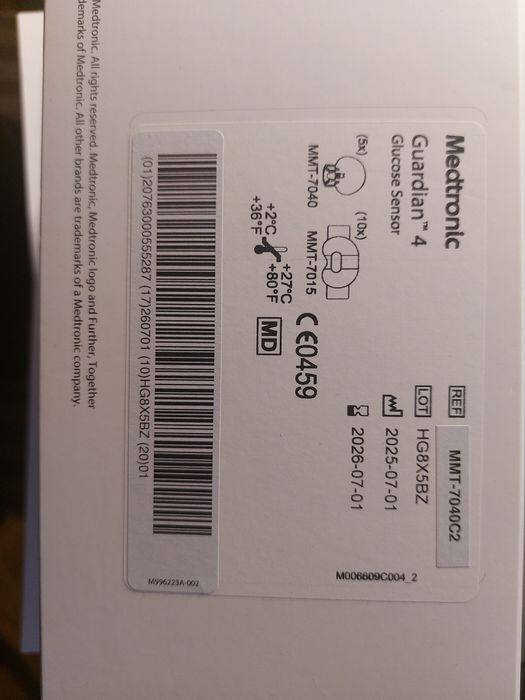 Medtronic
Guardian™ 4
Glucose Sensor
REF MMT-7040C2
LOT HG8X5BZ
2025-07-01
2026-07-01
(5x)
MMT-7040
(10x)
MMT-7015
CE0459
+2°C
+36°F
+27°C
+80°F
MD
M006609C004_2
(01)20763000555287 (17)260701 (10)HG8X5BZ (20)01
M996223A-002
Medtronic. All rights reserved. Medtronic, Medtronic logo and Further, Together
demarks of Medtronic. All other brands are trademarks of a Medtronic company.